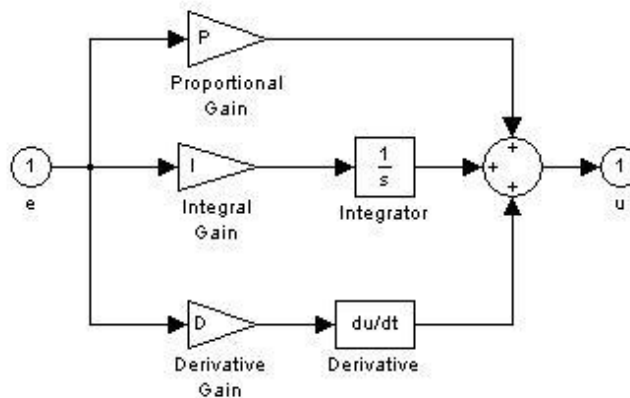 P
Proportional
Gain
1
e
I
Integral
Gain
1
s
Integrator
+
+
+
1
u
D
Derivative
Gain
du/dt
Derivative